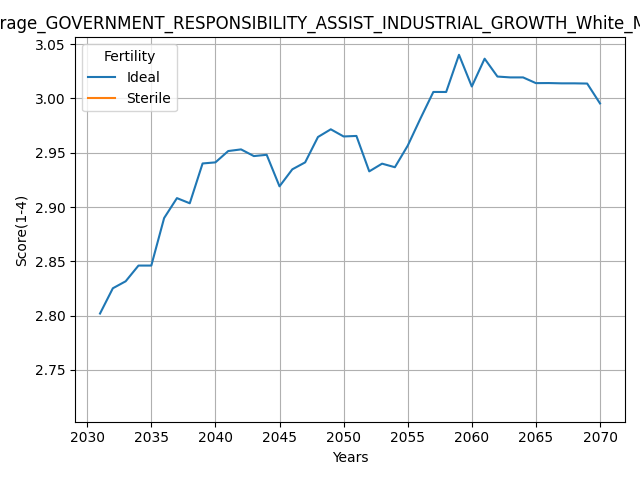 rage_GOVERNMENT_RESPONSIBILITY_ASSIST_INDUSTRIAL_GROWTH_White_M
Fertility
Ideal
Sterile
Score(1-4)
3.05
3.00
2.95
2.90
2.85
2.80
2.75
2030 2035 2040 2045 2050 2055 2060 2065 2070
Years